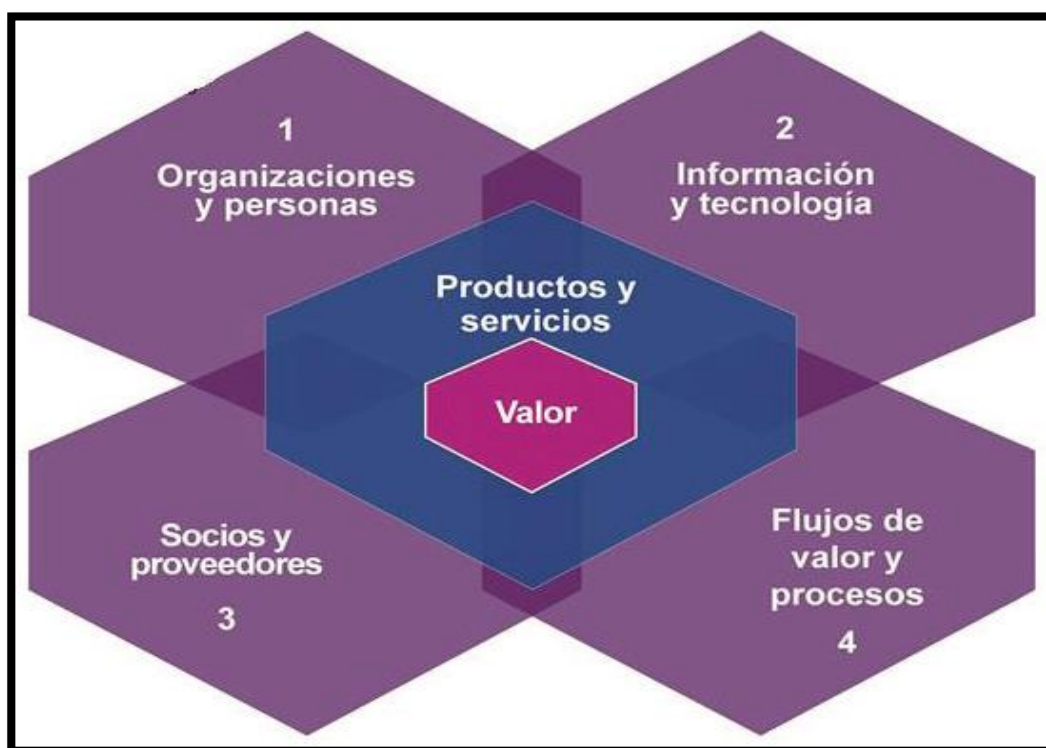 1
Organizaciones
y personas
2
Información
y tecnología
Productos y
servicios
Valor
Socios y
proveedores
3
Flujos de
valor y
procesos
4